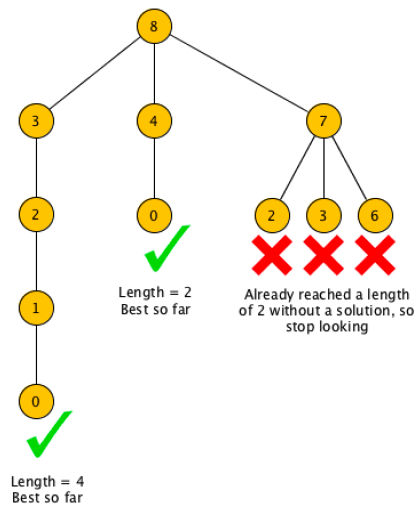 8
3
4
7
2
0
2
3
6
Length = 2
Best so far
Already reached a length
of 2 without a solution, so
stop looking
1
0
Length = 4
Best so far